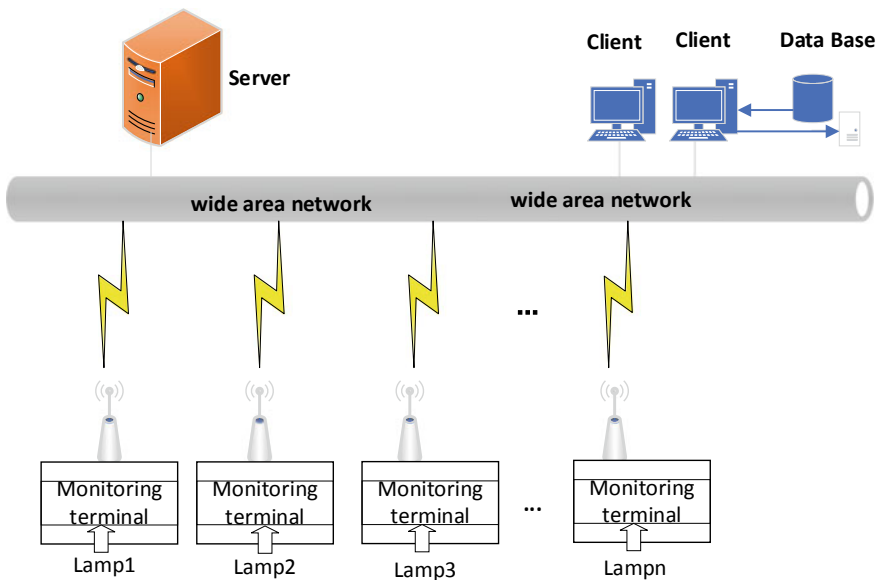 Client Client Data Base
Server
wide area network wide area network
...
Monitoring terminal
Monitoring terminal
Monitoring terminal
...
Monitoring terminal
Lamp1 Lamp2 Lamp3 Lampn